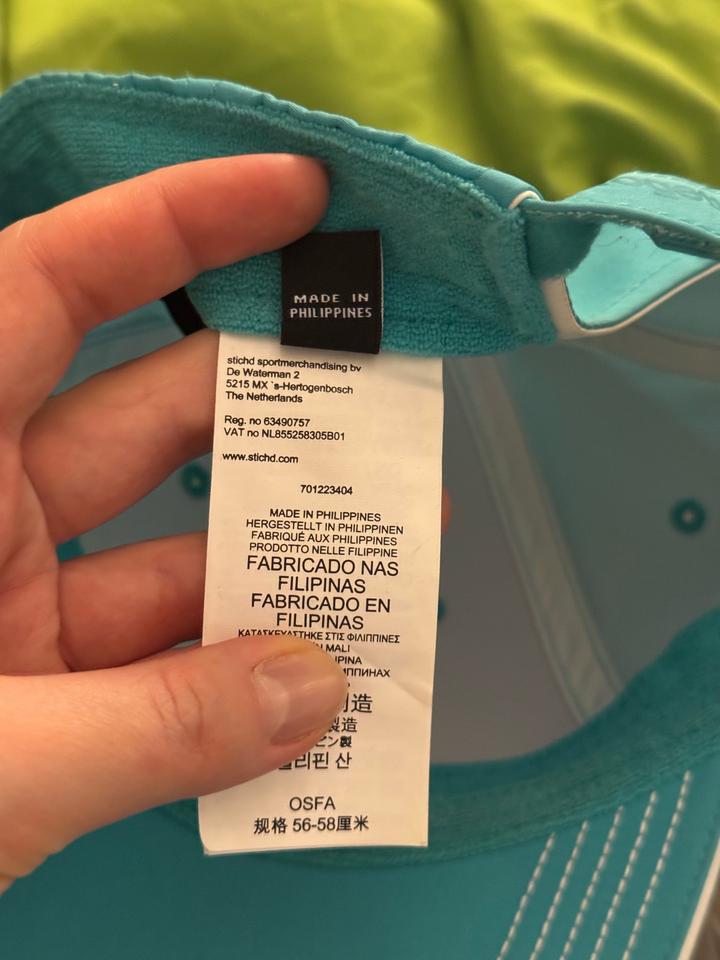 MADE IN
PHILIPPINES
stichd sportmerchandising bv
De Waterman 2
5215 MX `s-Hertogenbosch
The Netherlands
Reg. no 63490757
VAT no NL855258305B01
www.stichd.com
701223404
MADE IN PHILIPPINES
HERGESTELLT IN PHILIPPINEN
FABRIQUÉ AUX PHILIPPINES
PRODOTTO NELLE FILIPPINE
FABRICADO NAS
FILIPINAS
FABRICADO EN
FILIPINAS
ΚΑΤΑΣΚΕΥΑΣΤΗΚΕ ΣΤΙΣ ΦΙΛΙΠΠΙΝΕΣ
MALI
制造
製造
ン製
필리핀 산
OSFA
规格 56-58厘米